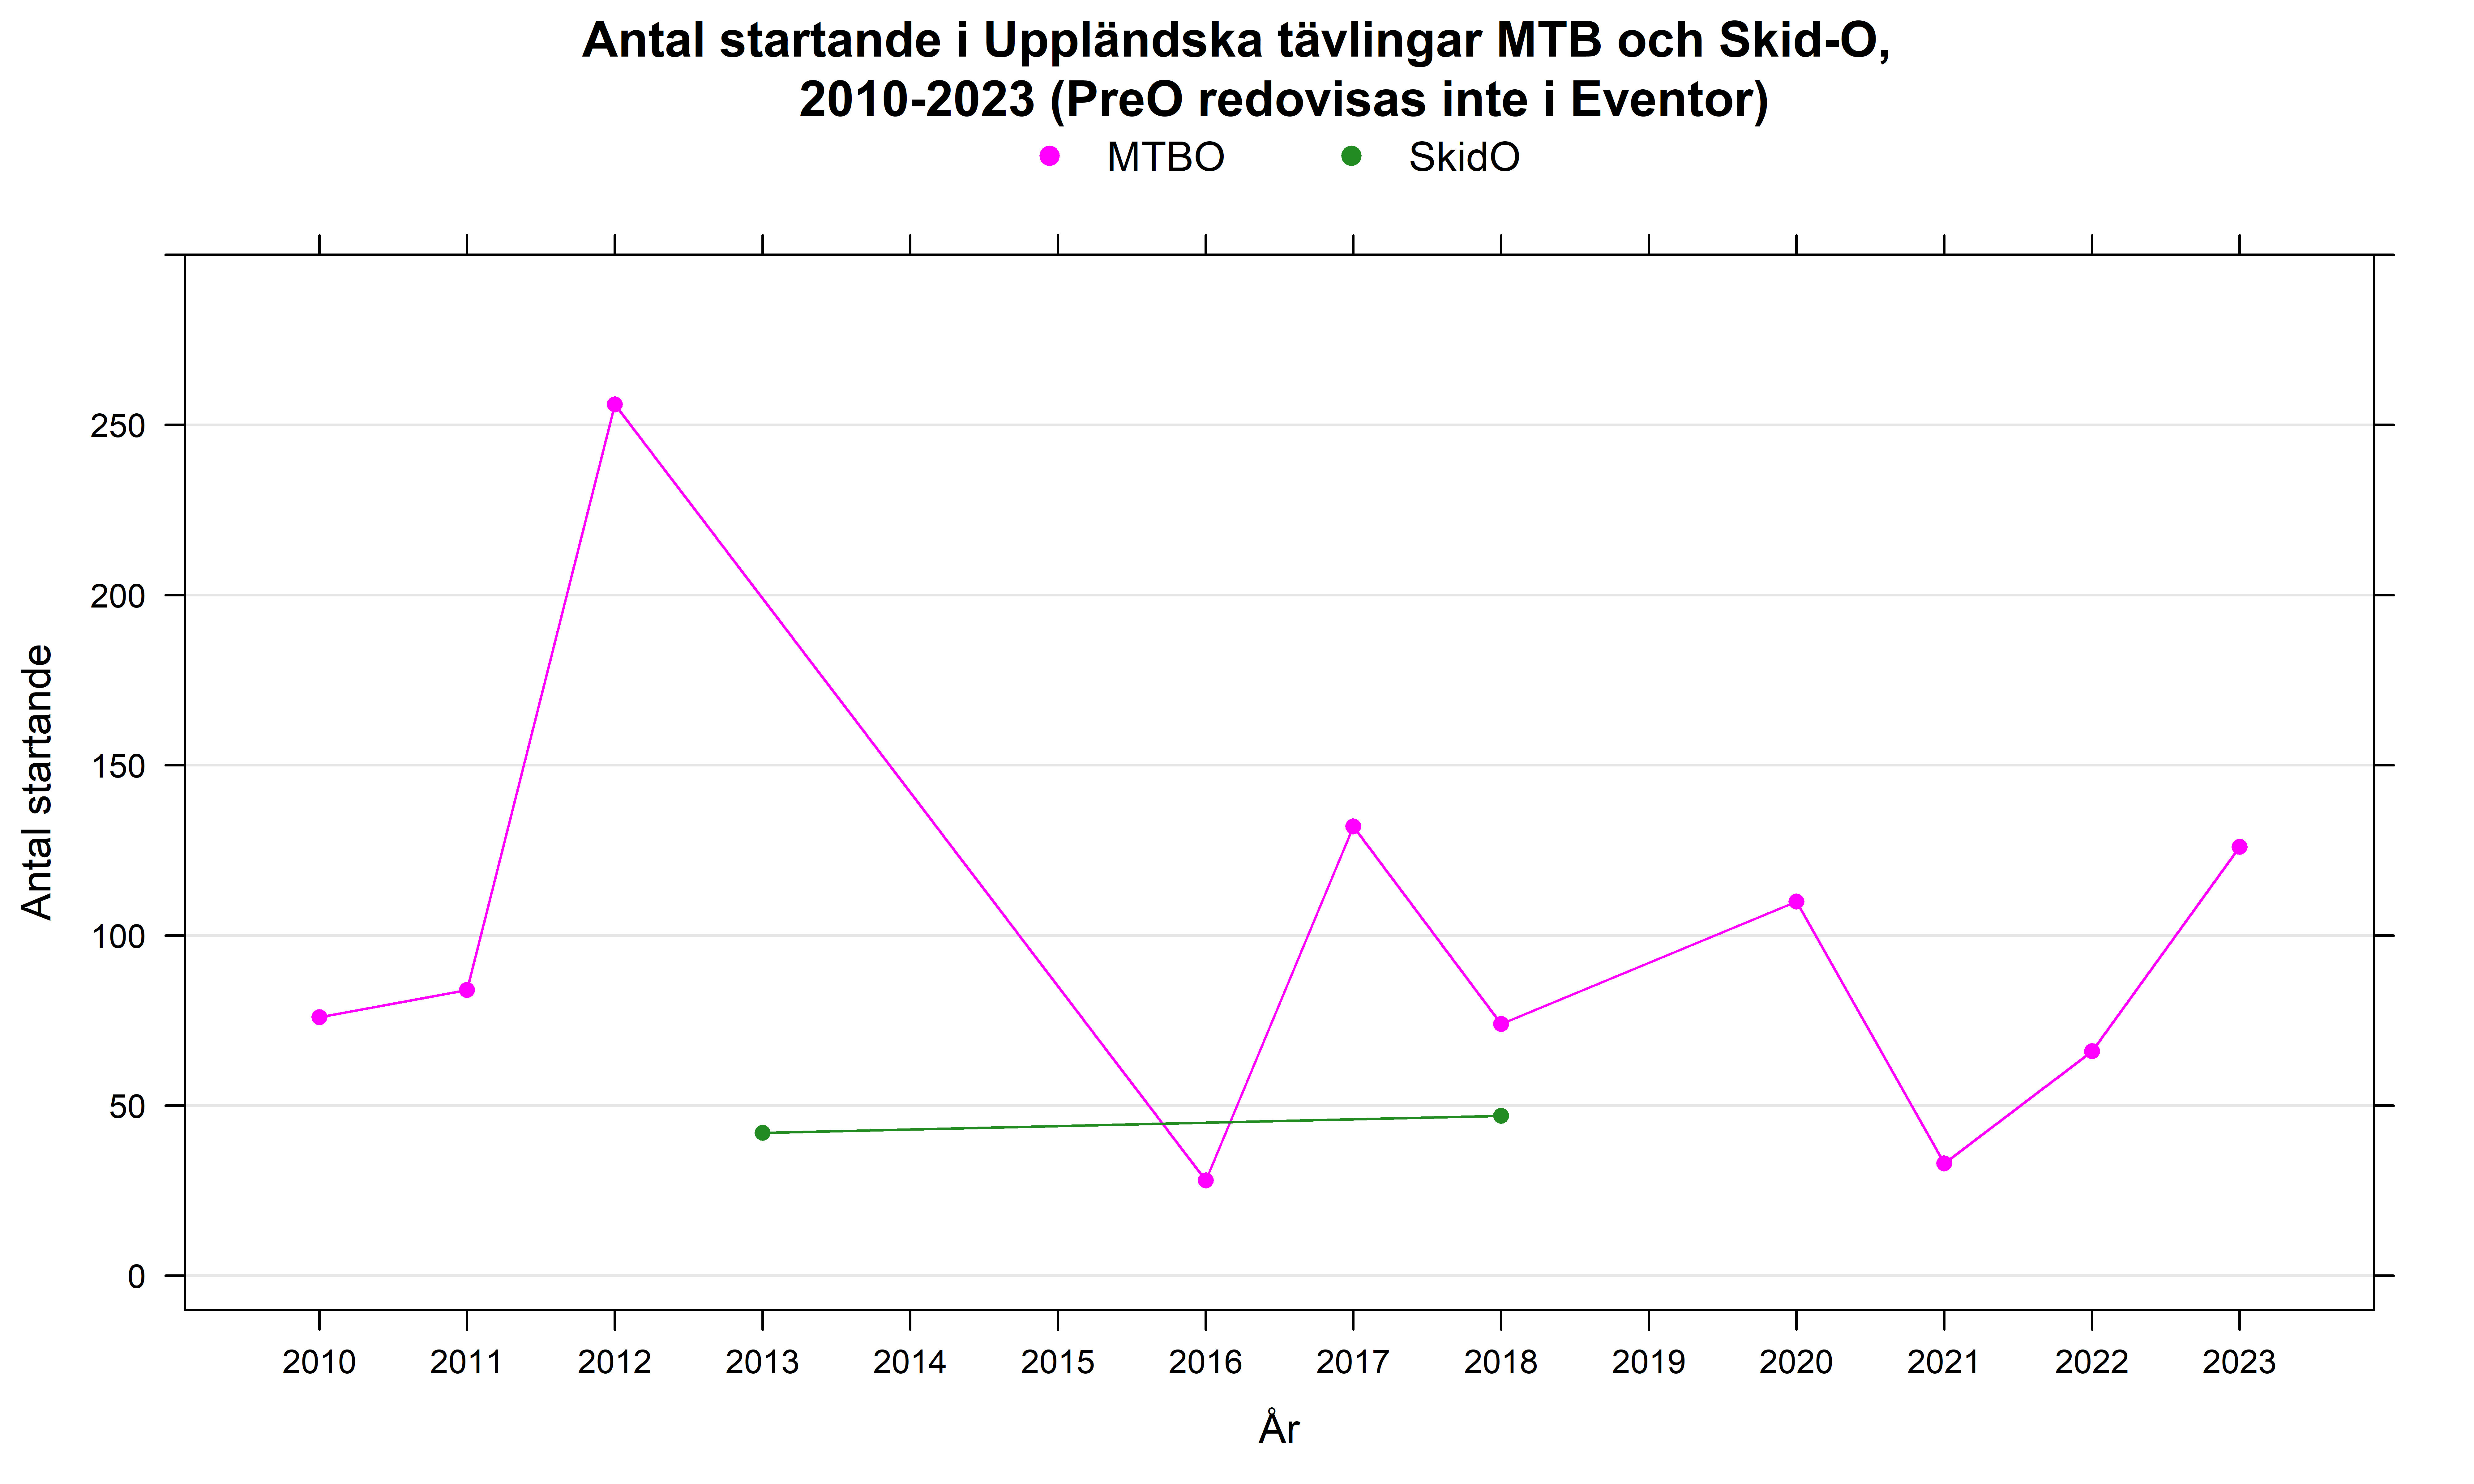 Antal startande i Uppländska tävlingar MTB och Skid-O,
2010-2023 (PreO redovisas inte i Eventor)
MTBO SkidO
250
200
150
100
50
0
Antal startande
2010 2011 2012 2013 2014 2015 2016 2017 2018 2019 2020 2021 2022 2023
År